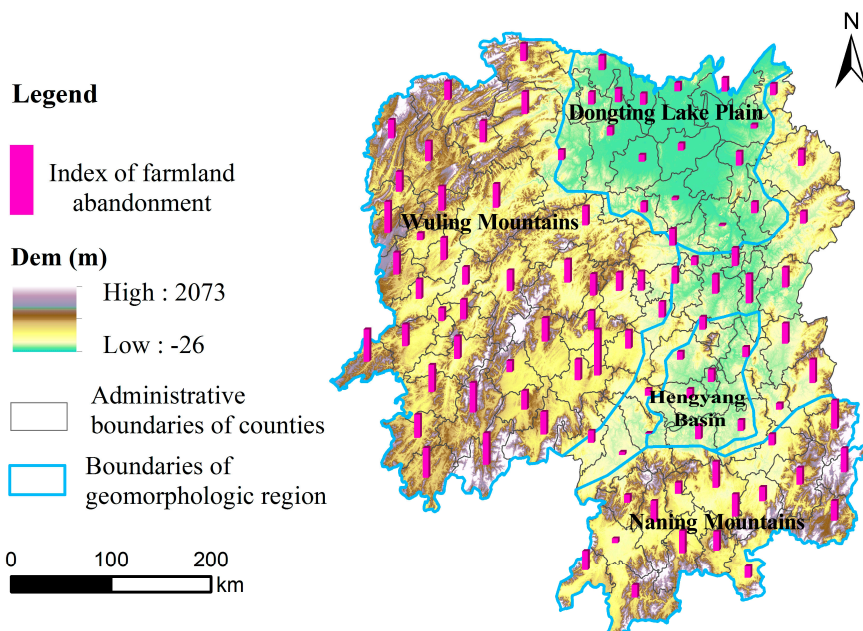 N
Legend
Index of farmland
abandonment
Dem (m)
High : 2073
Low : -26
Administrative
boundaries of counties
Boundaries of
geomorphologic region
0 100 200
km
Dongting Lake Plain
Wuling Mountains
Hengyang
Basin
Naning Mountains